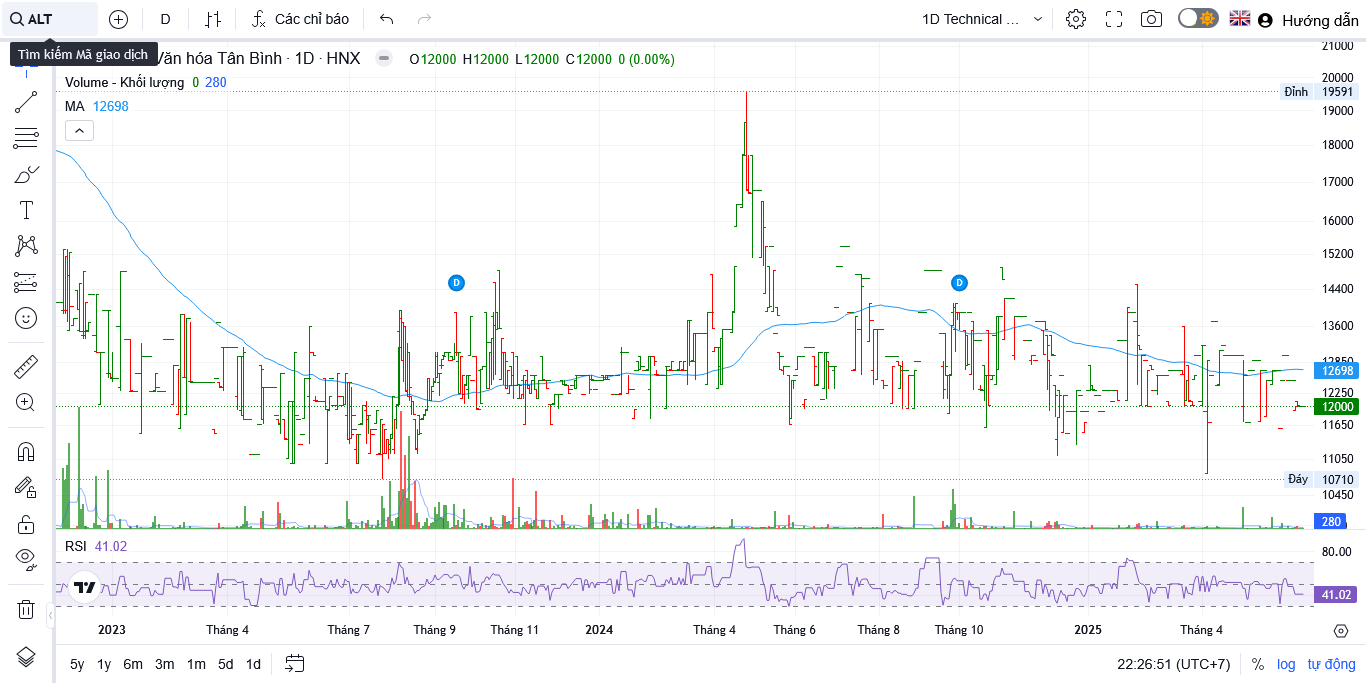 ALT
D
Các chỉ báo
1D Technical ...
Hướng dẫn
Tìm kiếm Mã giao dịch
Văn hóa Tân Bình · 1D · HNX
O12000 H12000 L12000 C12000 0 (0.00%)
Volume - Khối lượng 0 280
MA 12698
21000
20000
Đỉnh 19591
19000
18000
17000
16000
15200
14400
13600
12850
12698
12250
12000
11650
11050
Đáy 10710
10450
280
D
D
RSI 41.02
80.00
41.02
2023 Tháng 4 Tháng 7 Tháng 9 Tháng 11 2024 Tháng 4 Tháng 6 Tháng 8 Tháng 10 2025 Tháng 4
5y 1y 6m 3m 1m 5d 1d
22:26:51 (UTC+7) % log tự động